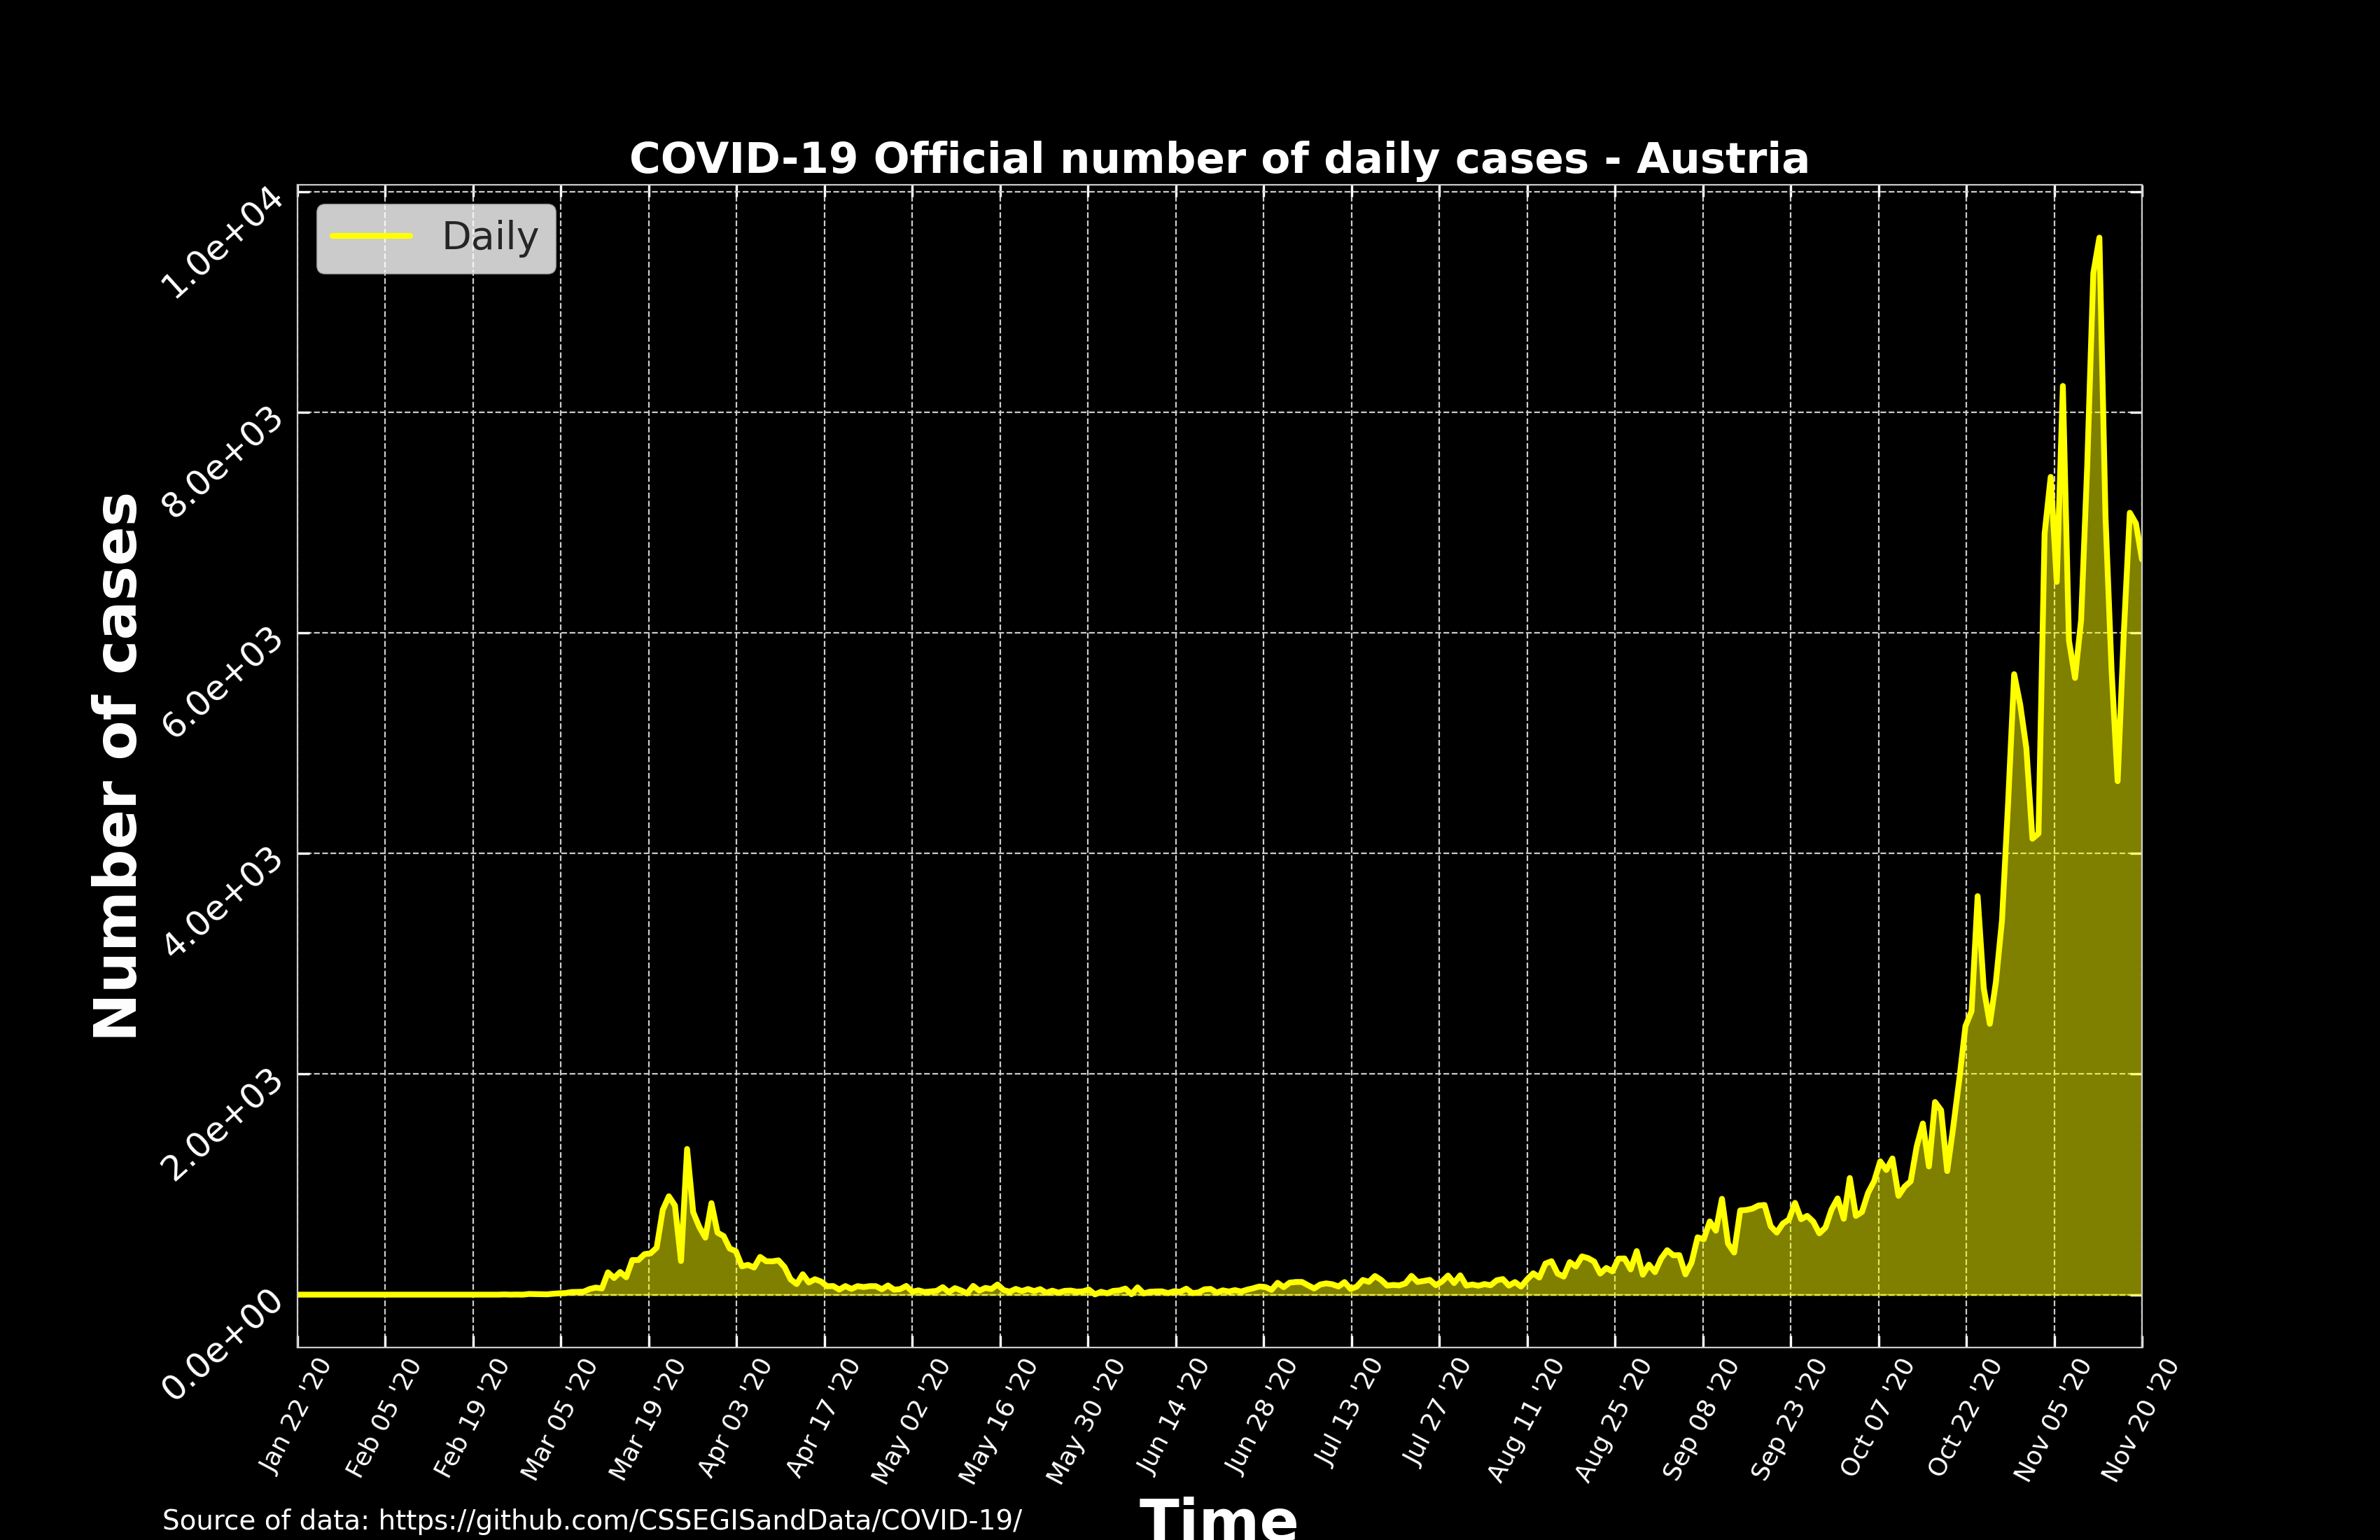 COVID-19 Official number of daily cases - Austria
Daily
Number of cases
1.0e+04
8.0e+03
6.0e+03
4.0e+03
2.0e+03
0.0e+00
Jan 22 '20
Feb 05 '20
Feb 19 '20
Mar 05 '20
Mar 19 '20
Apr 03 '20
Apr 17 '20
May 02 '20
May 16 '20
May 30 '20
Jun 14 '20
Jun 28 '20
Jul 13 '20
Jul 27 '20
Aug 11 '20
Aug 25 '20
Sep 08 '20
Sep 23 '20
Oct 07 '20
Oct 22 '20
Nov 05 '20
Nov 20 '20
Time
Source of data: https://github.com/CSSEGISandData/COVID-19/